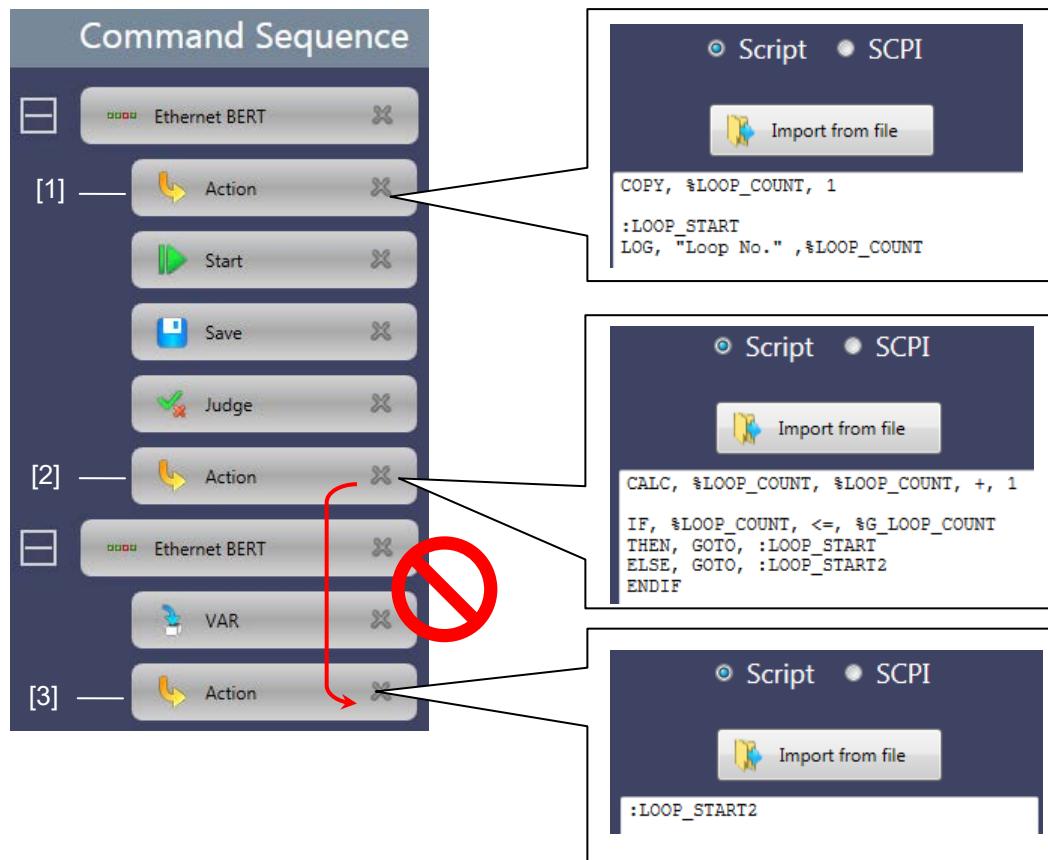 Command Sequence
Ethernet BERT
[1]
Action
Start
Save
Judge
[2]
Action
Ethernet BERT
VAR
[3]
Action
Script SCPI
Import from file
COPY, %LOOP_COUNT, 1
:LOOP_START
LOG, "Loop No." ,%LOOP_COUNT
Script SCPI
Import from file
CALC, %LOOP_COUNT, %LOOP_COUNT, +, 1
IF, %LOOP_COUNT, <=, %G_LOOP_COUNT
THEN, GOTO, :LOOP_START
ELSE, GOTO, :LOOP_START2
ENDIF
Script SCPI
Import from file
:LOOP_START2